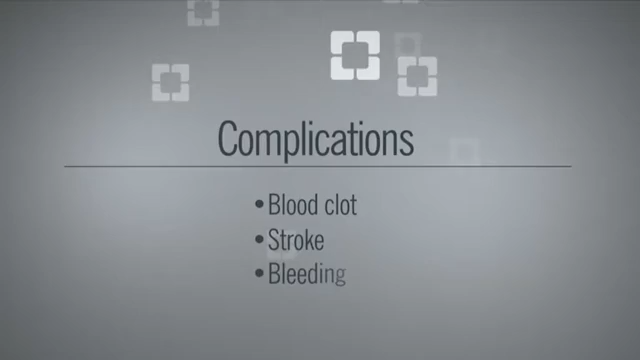 Complications
• Blood clot
• Stroke
• Bleeding